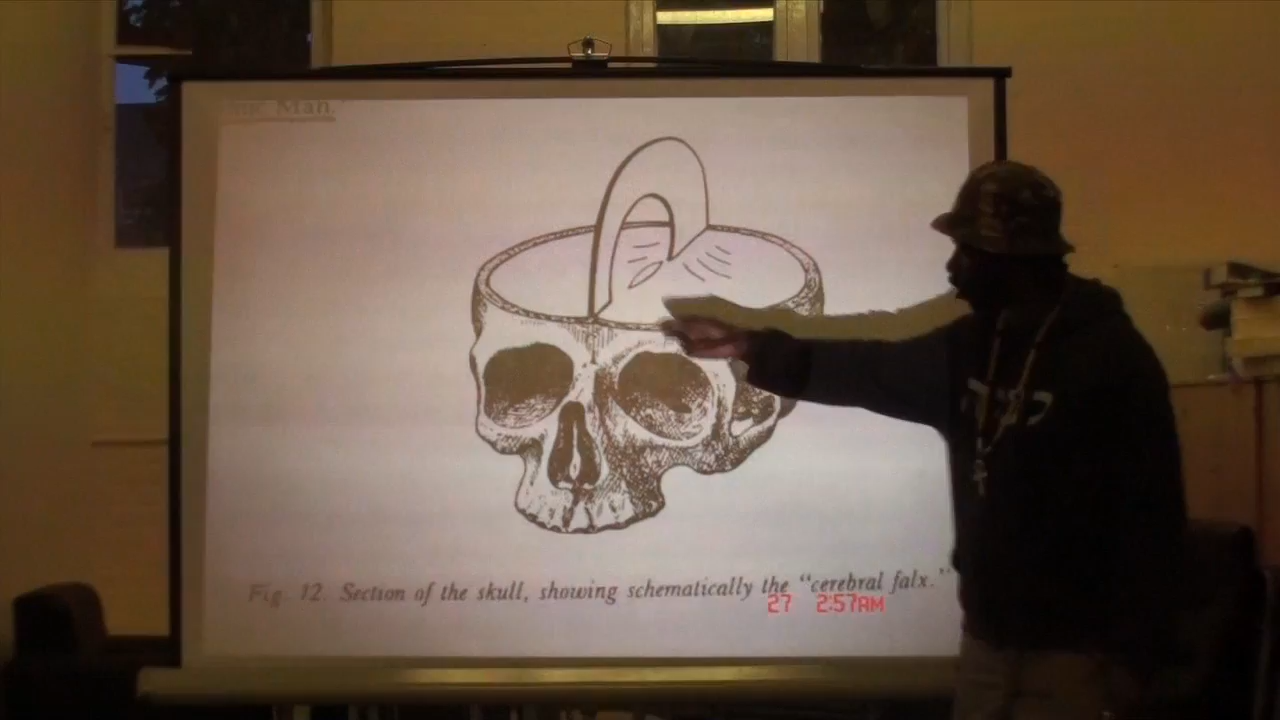 Man.
Fig. 12. Section of the skull, showing schematically the "cerebral falx."
27 2:57AM